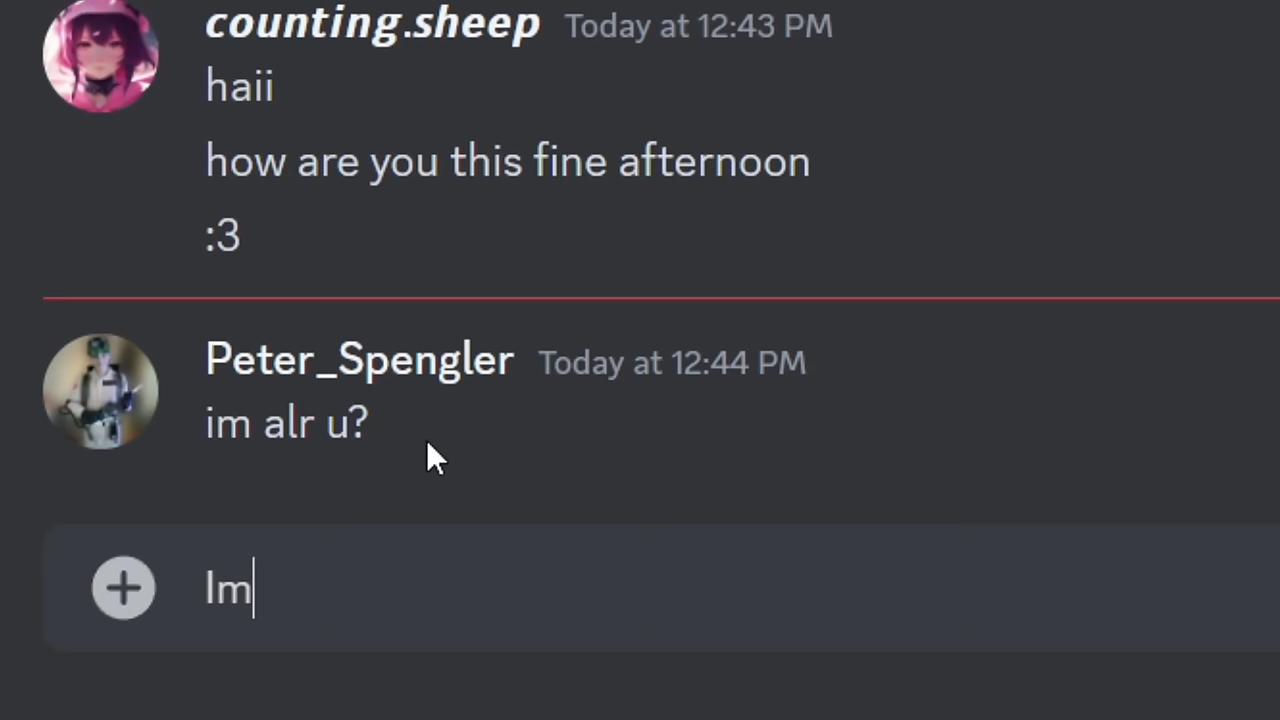 counting.sheep Today at 12:43 PM
haii
how are you this fine afternoon
:3
Peter_Spengler Today at 12:44 PM
im alr u?
Im